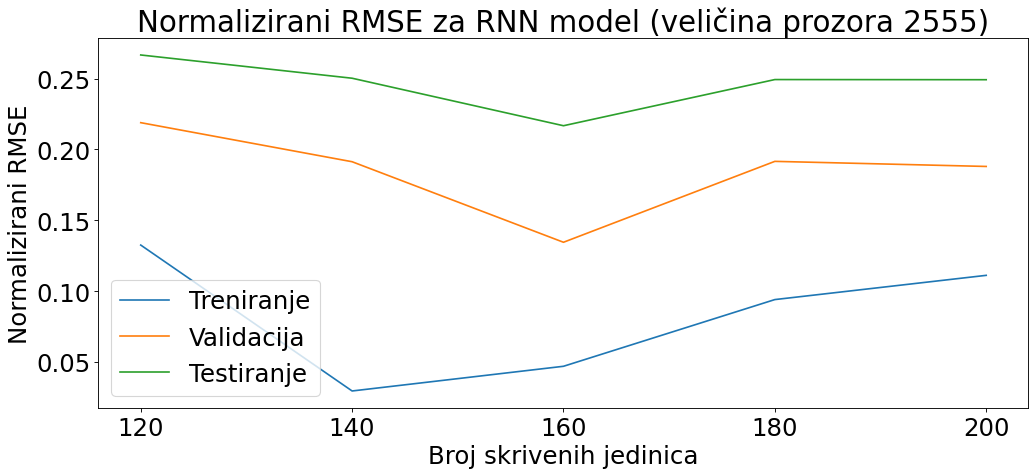 Normalizirani RMSE za RNN model (veličina prozora 2555)
Normalizirani RMSE
0.25
0.20
0.15
0.10
0.05
Treniranje
Validacija
Testiranje
120 140 160 180 200
Broj skrivenih jedinica